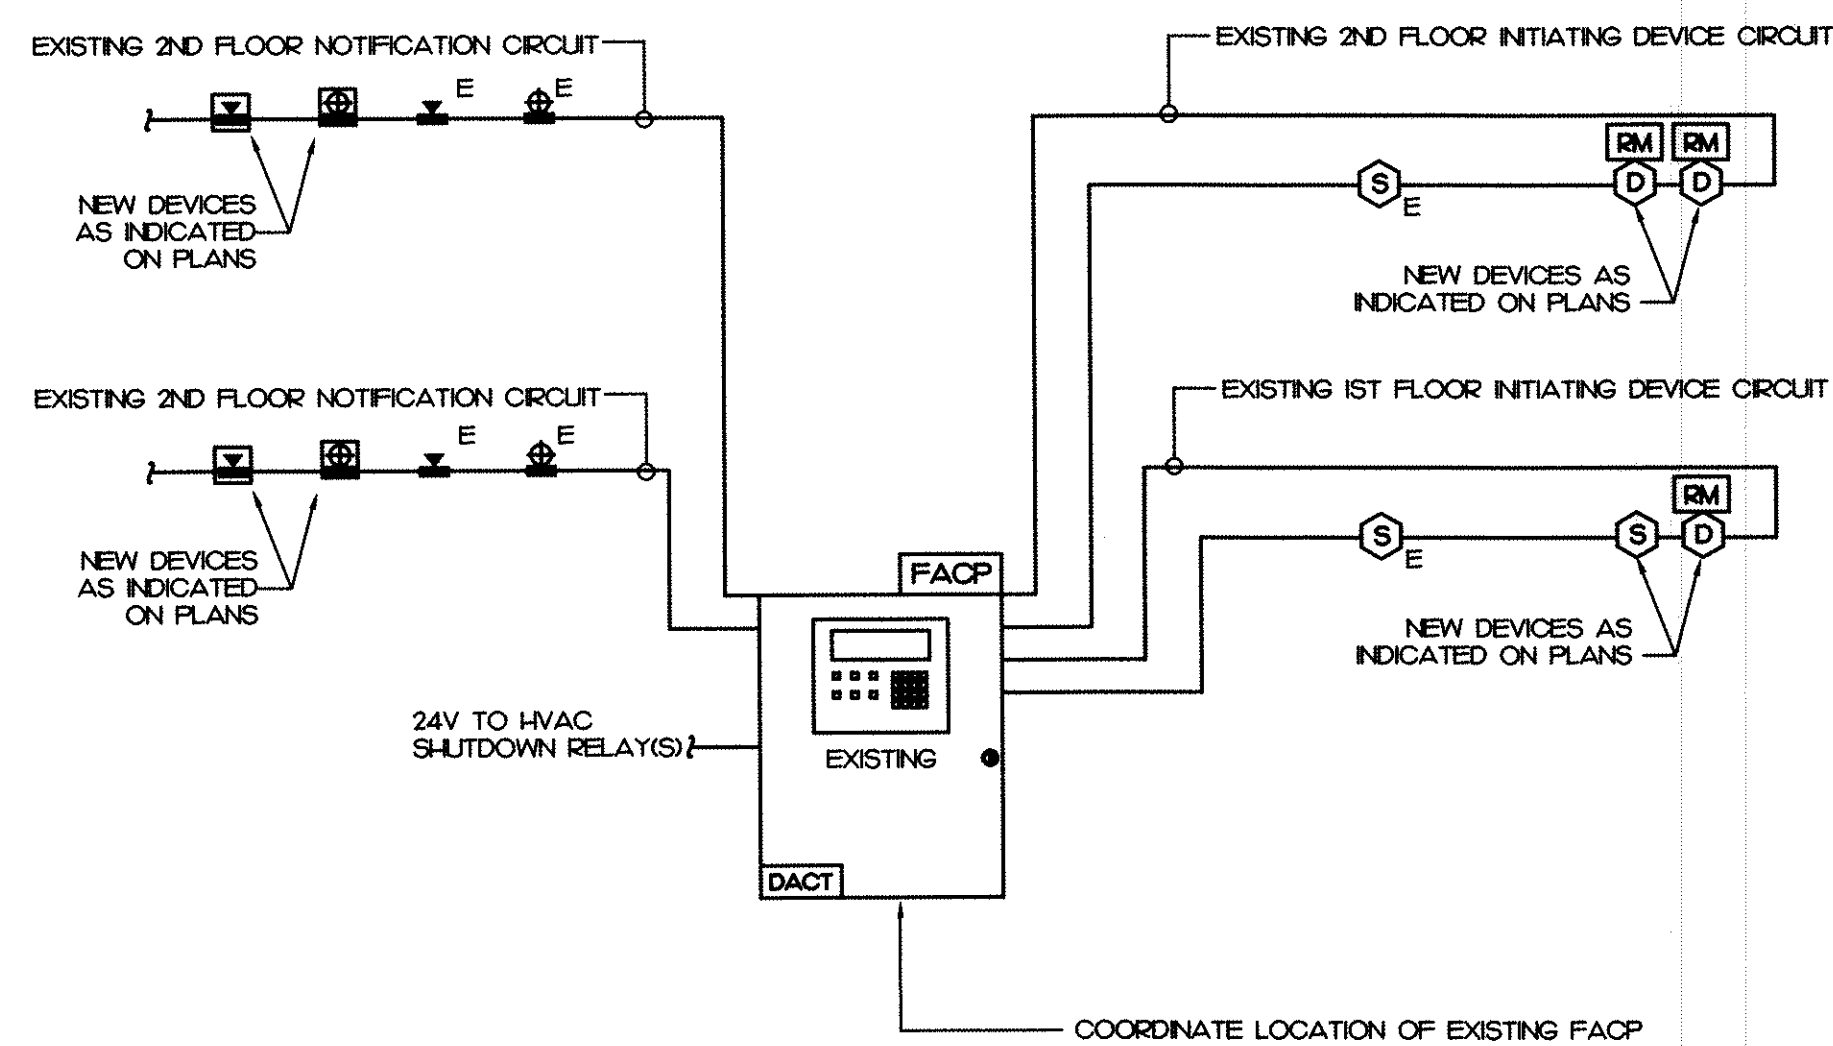 EXISTING 2ND FLOOR NOTIFICATION CIRCUIT
E
E
NEW DEVICES
AS INDICATED
ON PLANS
EXISTING 2ND FLOOR INITIATING DEVICE CIRCUIT
RM
RM
S
E
D
D
NEW DEVICES AS
INDICATED ON PLANS
EXISTING 2ND FLOOR NOTIFICATION CIRCUIT
E
E
NEW DEVICES
AS INDICATED
ON PLANS
EXISTING 1ST FLOOR INITIATING DEVICE CIRCUIT
RM
S
E
S
D
NEW DEVICES AS
INDICATED ON PLANS
FACP
24V TO HVAC
SHUTDOWN RELAY(S)
EXISTING
DACT
COORDINATE LOCATION OF EXISTING FACP